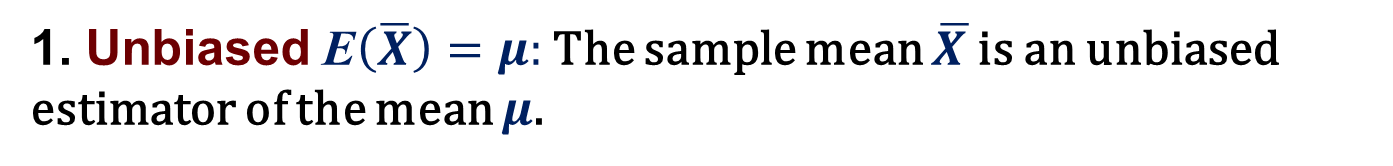 1. Unbiased E(X̅) = μ: The sample mean X̅ is an unbiased
estimator of the mean μ.